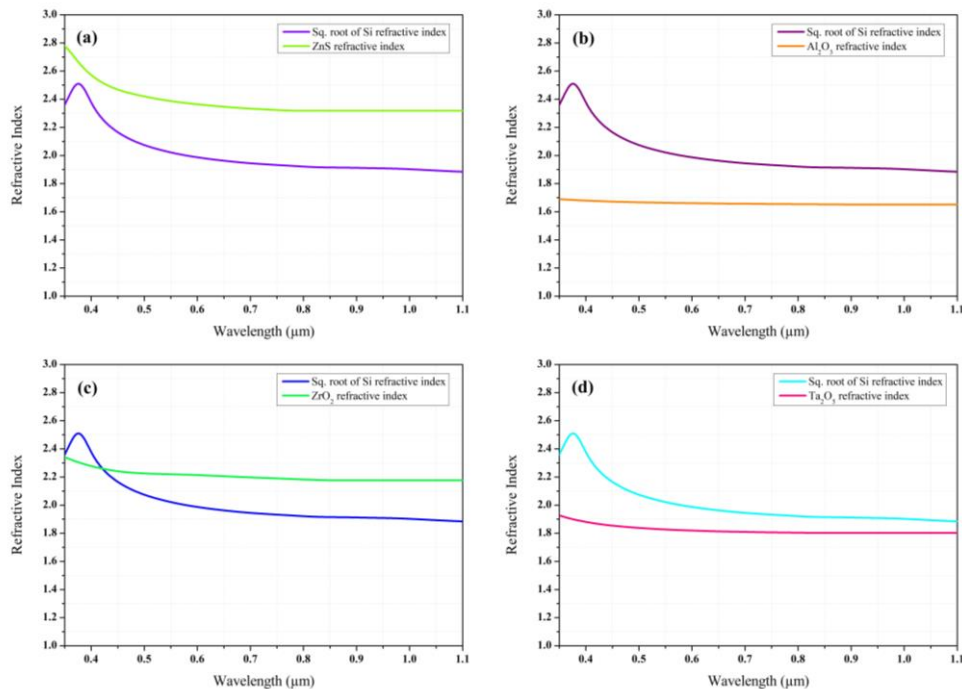 (a)
Sq. root of Si refractive index
ZnS refractive index
3.0
2.8
2.6
2.4
2.2
2.0
1.8
1.6
1.4
1.2
1.0
Refractive Index
0.4 0.5 0.6 0.7 0.8 0.9 1.0 1.1
Wavelength (µm)
(b)
Sq. root of Si refractive index
Al₂O₃ refractive index
3.0
2.8
2.6
2.4
2.2
2.0
1.8
1.6
1.4
1.2
1.0
Refractive Index
0.4 0.5 0.6 0.7 0.8 0.9 1.0 1.1
Wavelength (µm)
(c)
Sq. root of Si refractive index
ZrO₂ refractive index
3.0
2.8
2.6
2.4
2.2
2.0
1.8
1.6
1.4
1.2
1.0
Refractive Index
0.4 0.5 0.6 0.7 0.8 0.9 1.0 1.1
Wavelength (µm)
(d)
Sq. root of Si refractive index
Ta₂O₅ refractive index
3.0
2.8
2.6
2.4
2.2
2.0
1.8
1.6
1.4
1.2
1.0
Refractive Index
0.4 0.5 0.6 0.7 0.8 0.9 1.0 1.1
Wavelength (µm)